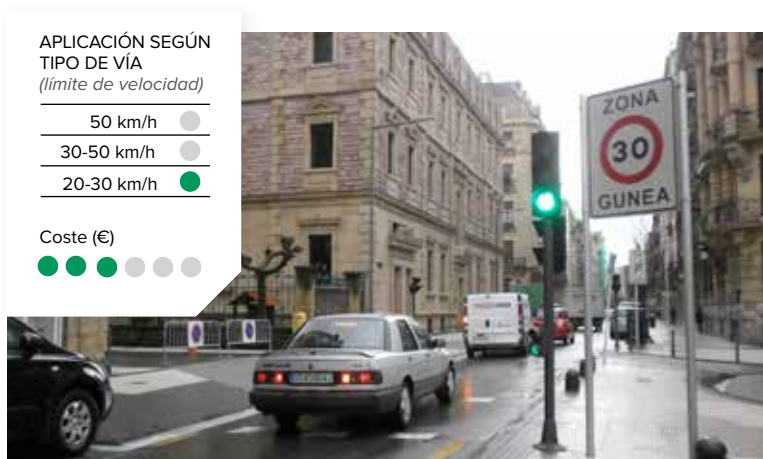 APLICACIÓN SEGÚN
TIPO DE VÍA
(límite de velocidad)
50 km/h
30-50 km/h
20-30 km/h
Coste (€)
ZONA
30
GUNEA